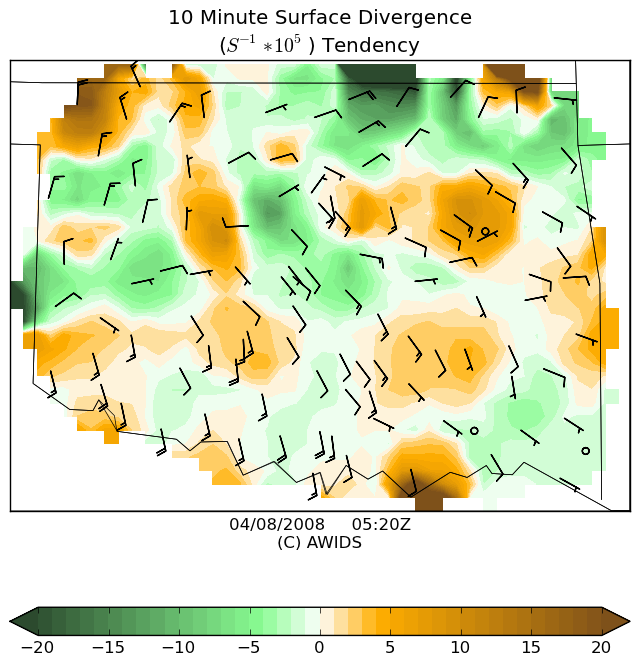 10 Minute Surface Divergence
(S⁻¹ * 10⁵ ) Tendency
04/08/2008 05:20Z
(C) AWIDS
−20 −15 −10 −5 0 5 10 15 20